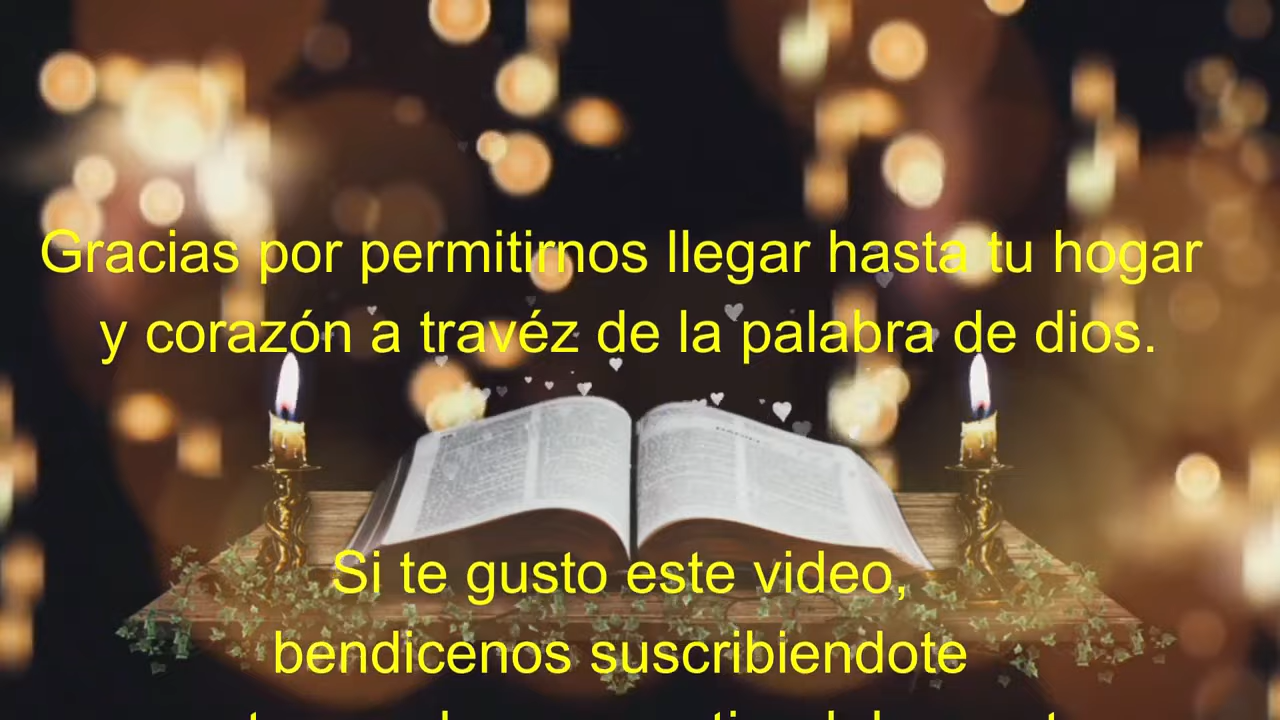 Gracias por permitirnos llegar hasta tu hogar
y corazón a travéz de la palabra de dios.
Si te gusto este video,
bendicenos suscribiendote